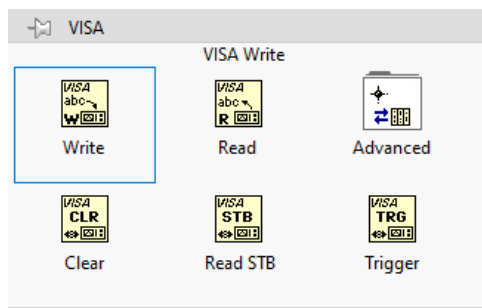 VISA
VISA Write
VISA
abc
W
VISA
abc
R
Write
Read
Advanced
VISA
CLR
VISA
STB
VISA
TRG
Clear
Read STB
Trigger